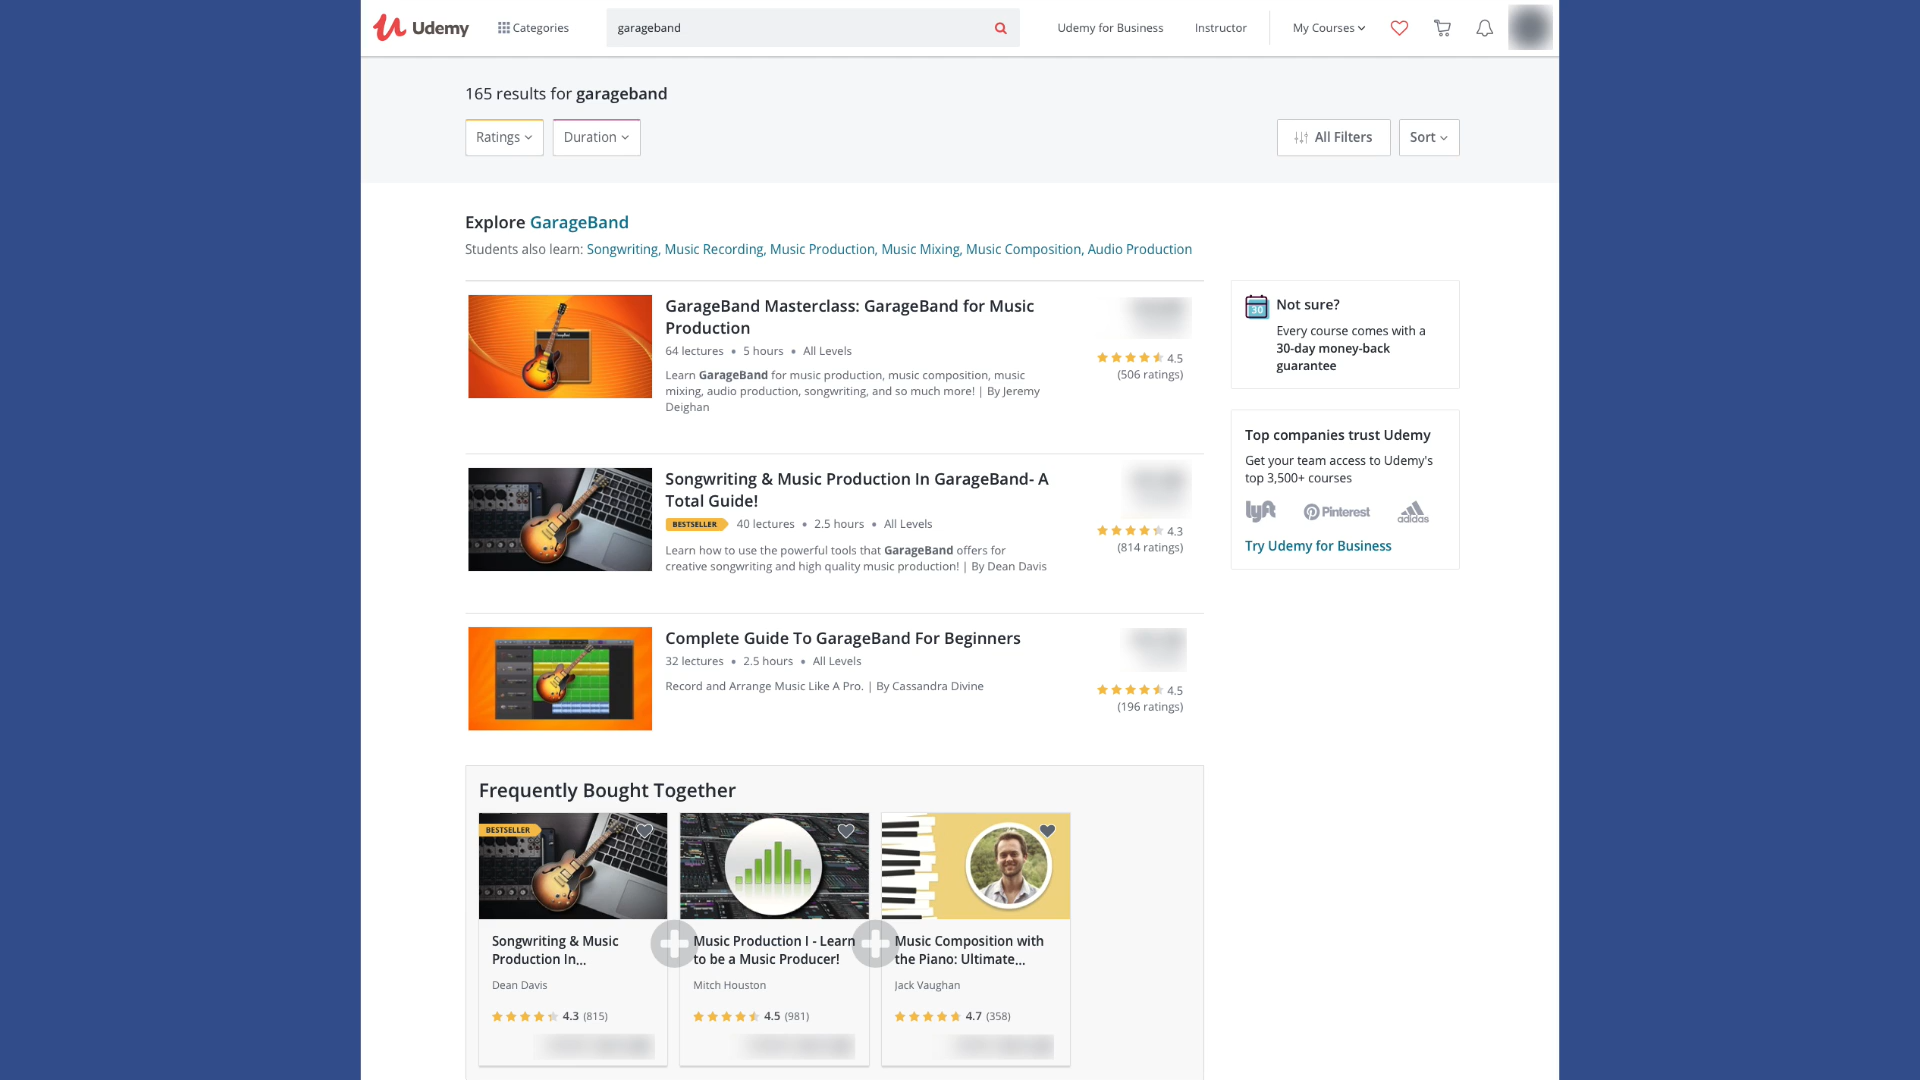 Udemy
Categories
garageband
Udemy for Business
Instructor
My Courses
165 results for garageband
Ratings
Duration
All Filters
Sort
Explore GarageBand
Students also learn: Songwriting, Music Recording, Music Production, Music Mixing, Music Composition, Audio Production
GarageBand Masterclass: GarageBand for Music
Production
64 lectures • 5 hours • All Levels
Learn GarageBand for music production, music composition, music
mixing, audio production, songwriting, and so much more! | By Jeremy
Deighan
4.5
(506 ratings)
Songwriting & Music Production In GarageBand- A
Total Guide!
BESTSELLER 40 lectures • 2.5 hours • All Levels
Learn how to use the powerful tools that GarageBand offers for
creative songwriting and high quality music production! | By Dean Davis
4.3
(814 ratings)
Complete Guide To GarageBand For Beginners
32 lectures • 2.5 hours • All Levels
Record and Arrange Music Like A Pro. | By Cassandra Divine
4.5
(196 ratings)
30
Not sure?
Every course comes with a
30-day money-back
guarantee
Top companies trust Udemy
Get your team access to Udemy's
top 3,500+ courses
lyft
Pinterest
adidas
Try Udemy for Business
Frequently Bought Together
BESTSELLER
Songwriting & Music
Production In...
Dean Davis
4.3 (815)
Music Production I - Learn
to be a Music Producer!
Mitch Houston
4.5 (981)
Music Composition with
the Piano: Ultimate...
Jack Vaughan
4.7 (358)